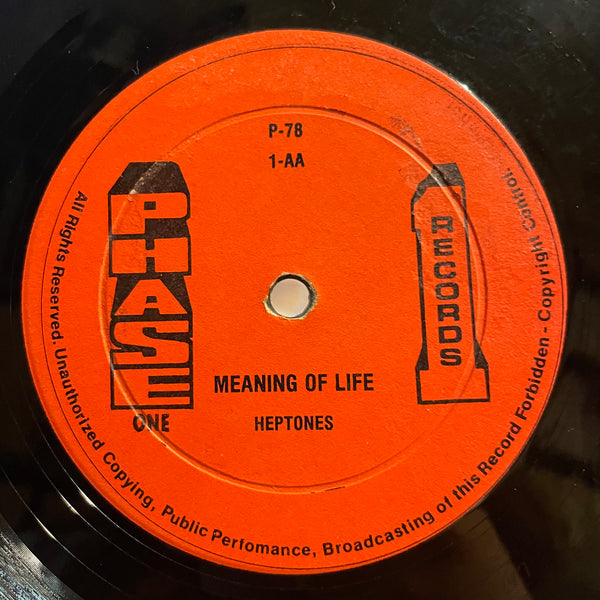 P-78
1-AA
PHASE
ONE
RECORDS
MEANING OF LIFE
HEPTONES
All Rights Reserved. Unauthorized Copying, Public Perfomance, Broadcasting of this Record Forbidden - Copyright Control.